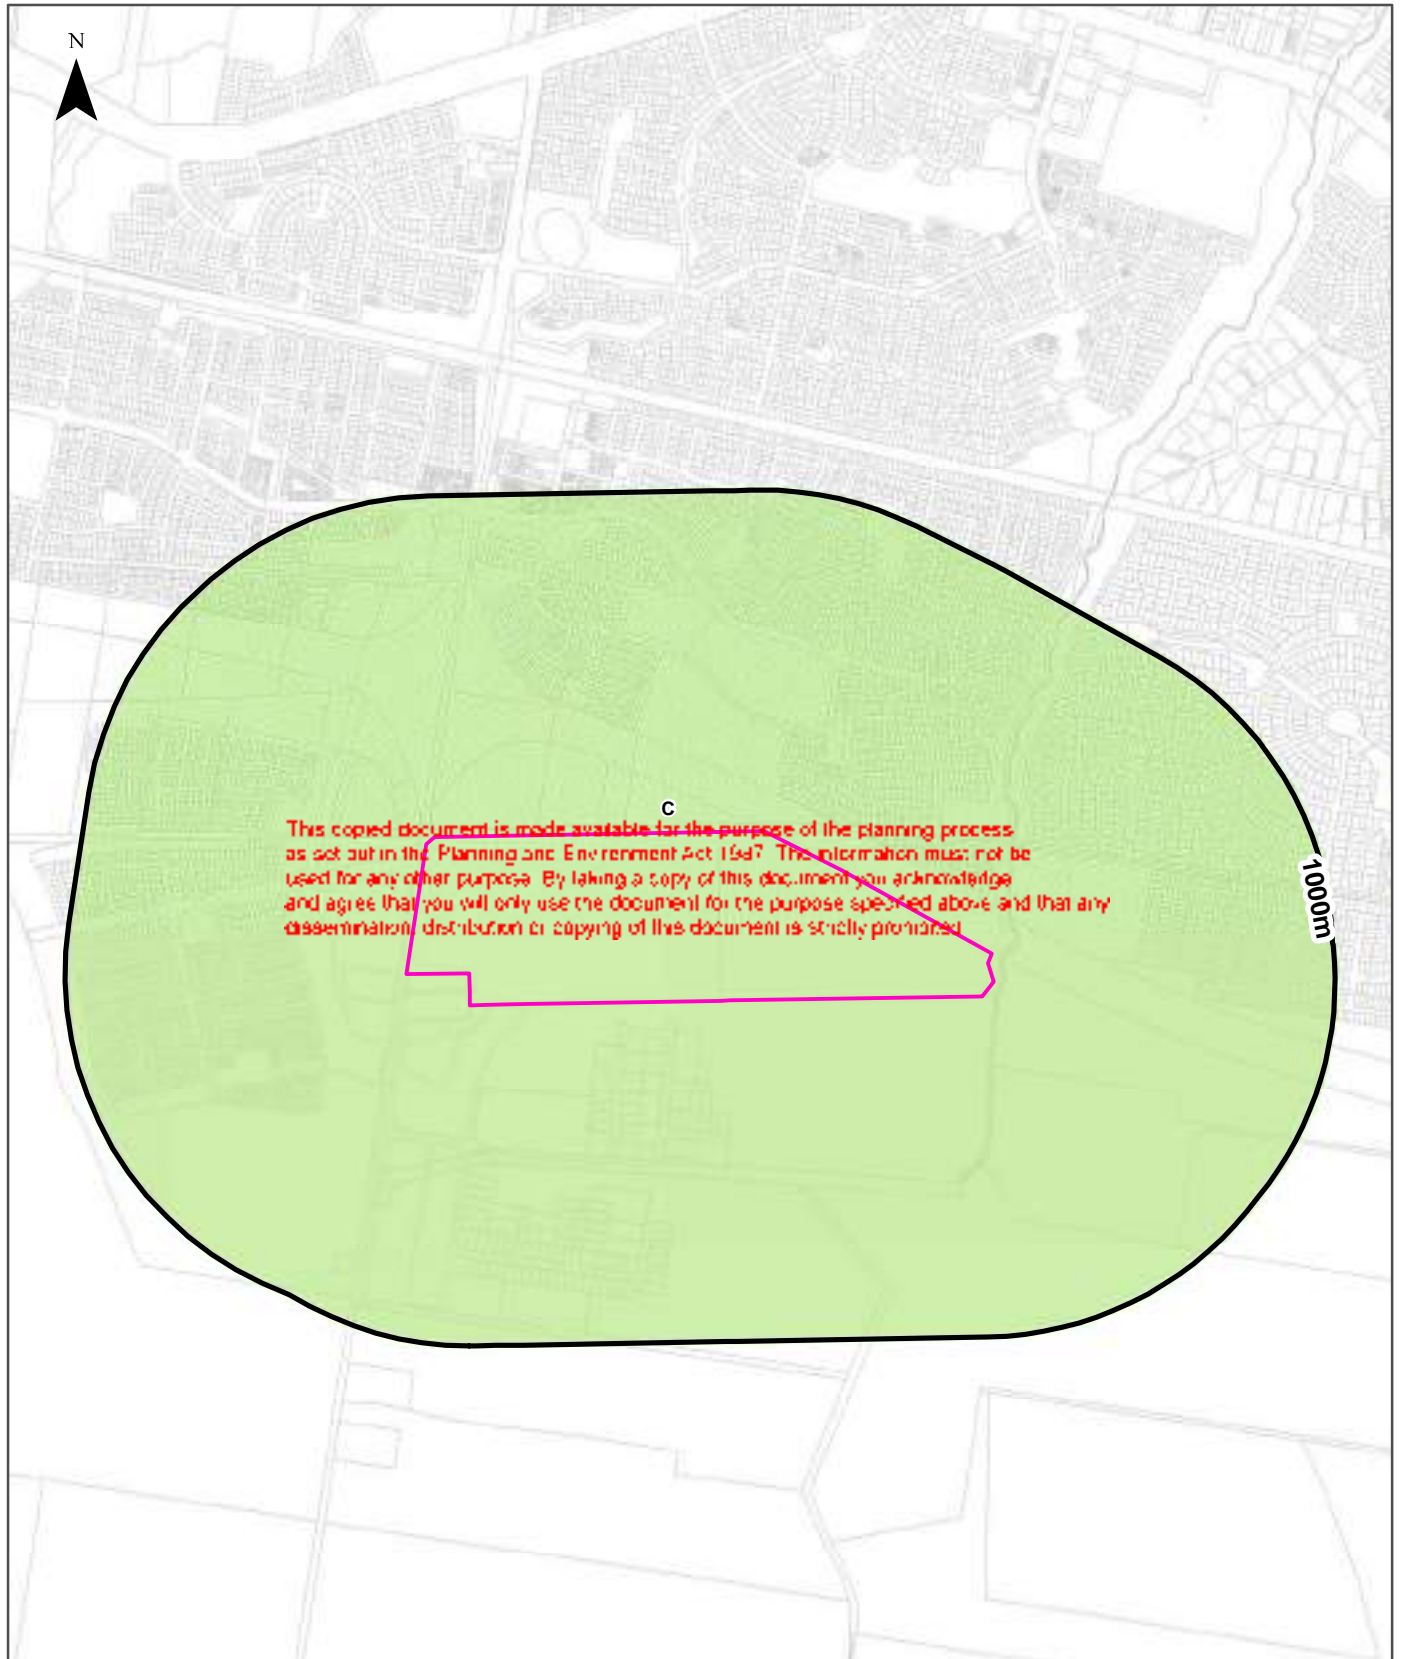 N
C
This copied document is made available for the purpose of the planning process
as set out in the Planning and Environment Act 1987. The information must not be
used for any other purpose. By taking a copy of this document you acknowledge
and agree that you will only use the document for the purpose specified above and that any
dissemination, distribution or copying of this document is strictly prohibited.
1000m